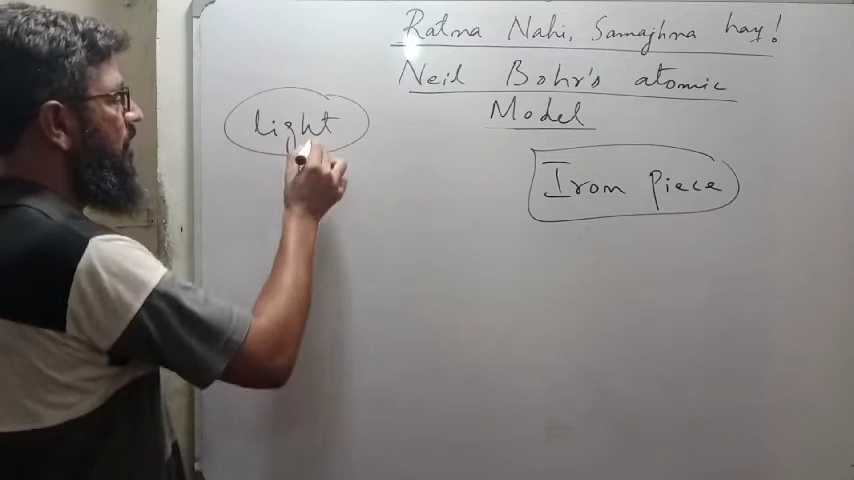 Ratna Nahi, Samajhna hay!
Neil Bohr's atomic
Model
light
Iron piece